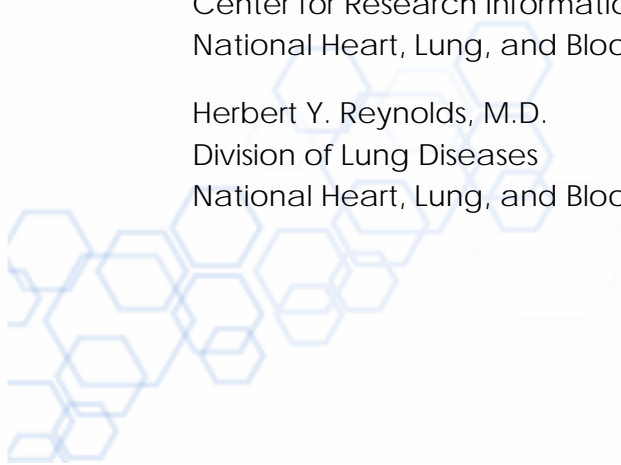 Center for Research
National Heart, Lung, and
Herbert Y. Reynolds, M.D.
Division of Lung Diseases
National Heart, Lung, and